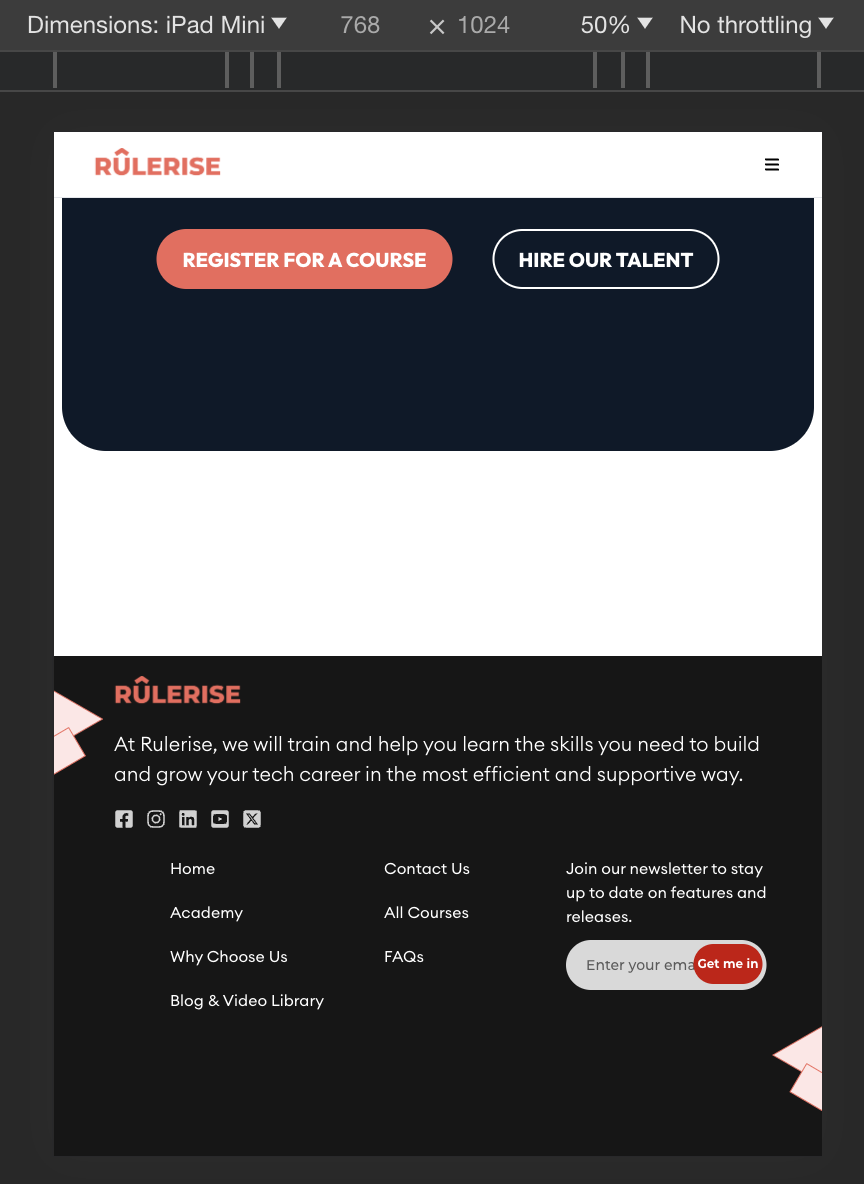 Dimensions: iPad Mini ▼ 768 × 1024 50% ▼ No throttling ▼
RÛLERISE
REGISTER FOR A COURSE HIRE OUR TALENT
RÛLERISE
At Rulerise, we will train and help you learn the skills you need to build
and grow your tech career in the most efficient and supportive way.
Home
Academy
Why Choose Us
Blog & Video Library
Contact Us
All Courses
FAQs
Join our newsletter to stay
up to date on features and
releases.
Enter your ema Get me in